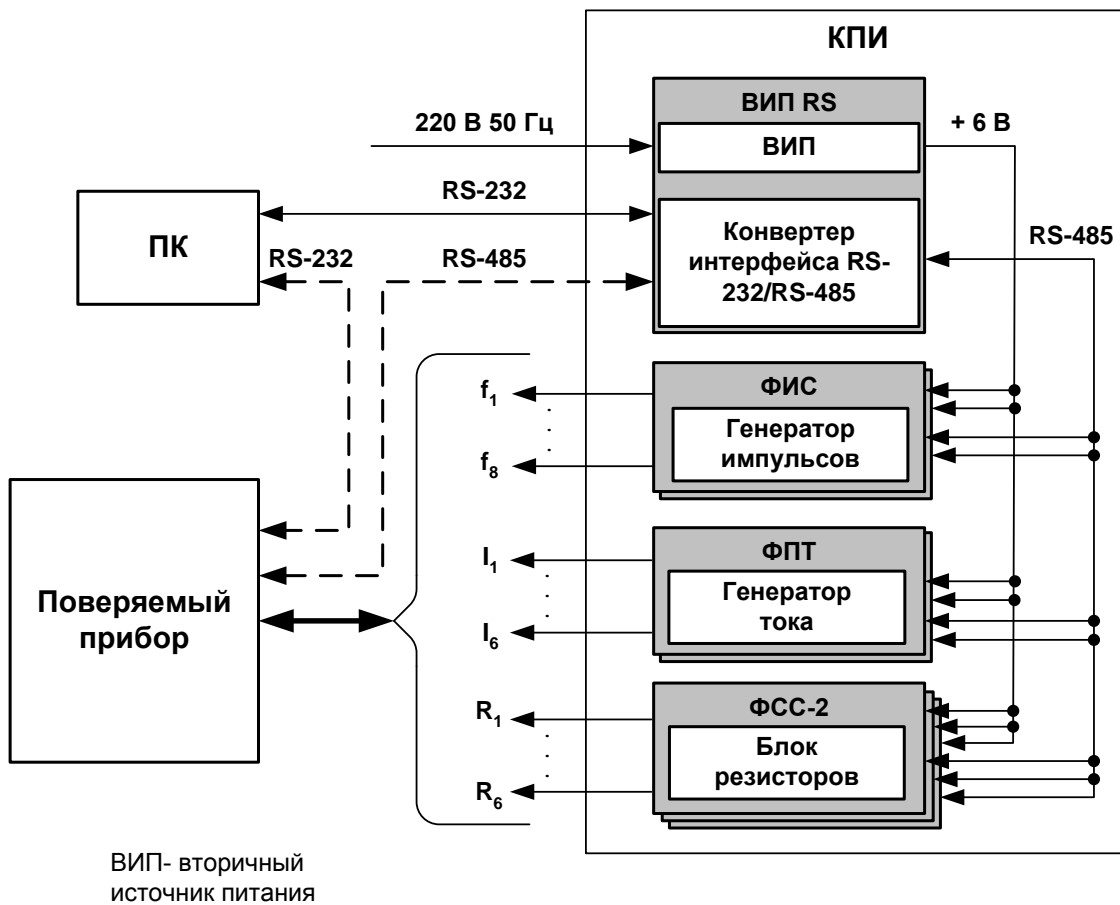 КПИ
ВИП RS
220 В 50 Гц
+ 6 В
ВИП
RS-232
ПК
Конвертер
интерфейса RS-
232/RS-485
RS-485
RS-232
RS-485
ФИС
f1
Генератор
импульсов
f8
ФПТ
I1
Генератор
тока
I6
Поверяемый
прибор
ФСС-2
R1
Блок
резисторов
R6
ВИП- вторичный
источник питания